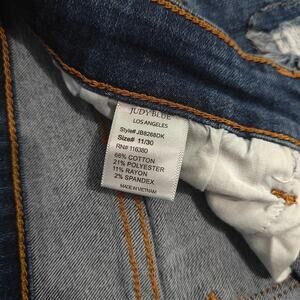 JUDY BLUE
LOS ANGELES
Style# JB8268DK
Size# 11/30
RN# 116380
66% COTTON
21% POLYESTER
11% RAYON
2% SPANDEX
MADE IN VIETNAM